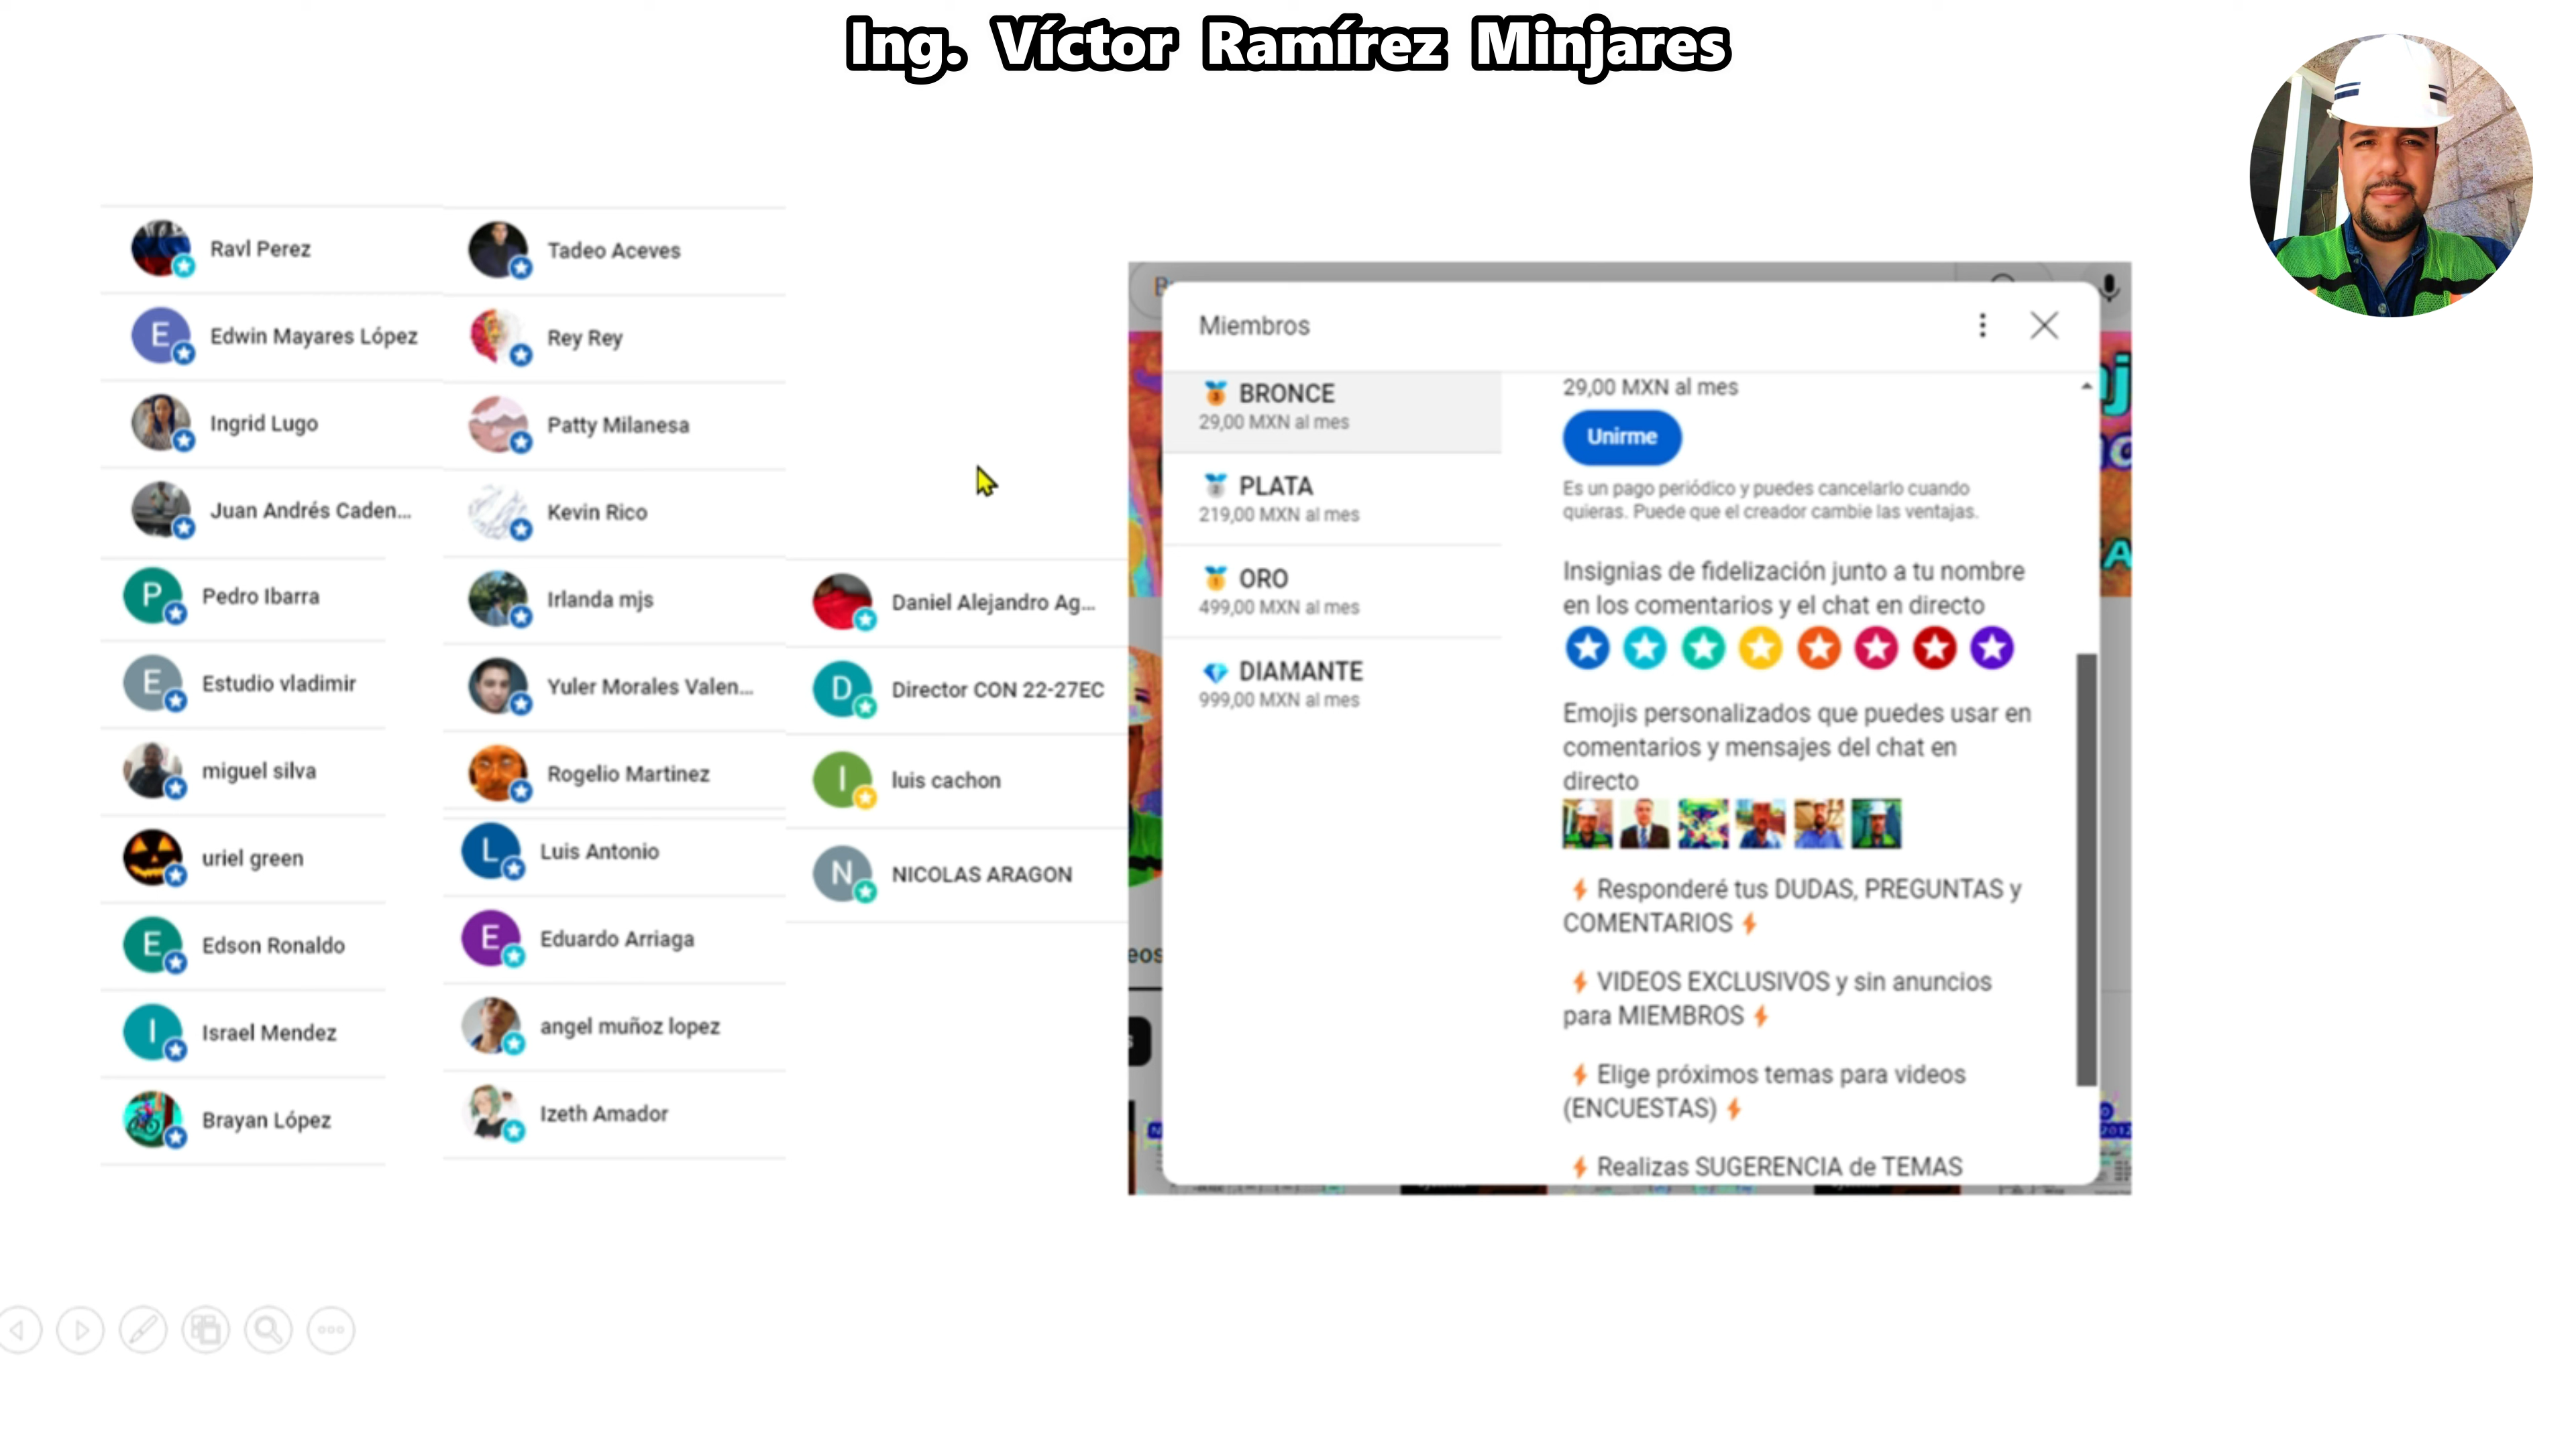 Ing. Víctor Ramírez Minjares
Ravl Perez
Edwin Mayares López
Ingrid Lugo
Juan Andrés Caden...
P
Pedro Ibarra
E
Estudio vladimir
miguel silva
uriel green
E
Edson Ronaldo
I
Israel Mendez
Brayan López
Tadeo Aceves
Rey Rey
Patty Milanesa
Kevin Rico
Irlanda mjs
Yuler Morales Valen...
Rogelio Martinez
L
Luis Antonio
E
Eduardo Arriaga
angel muñoz lopez
Izeth Amador
Daniel Alejandro Ag...
D
Director CON 22-27EC
l
luis cachon
N
NICOLAS ARAGON
Miembros
BRONCE
29,00 MXN al mes
PLATA
219,00 MXN al mes
ORO
499,00 MXN al mes
DIAMANTE
999,00 MXN al mes
29,00 MXN al mes
Unirme
Es un pago periódico y puedes cancelarlo cuando
quieras. Puede que el creador cambie las ventajas.
Insignias de fidelización junto a tu nombre
en los comentarios y el chat en directo
Emojis personalizados que puedes usar en
comentarios y mensajes del chat en
directo
⚡ Responderé tus DUDAS, PREGUNTAS y
COMENTARIOS ⚡
⚡ VIDEOS EXCLUSIVOS y sin anuncios
para MIEMBROS ⚡
⚡ Elige próximos temas para videos
(ENCUESTAS) ⚡
⚡ Realizas SUGERENCIA de TEMAS
eos